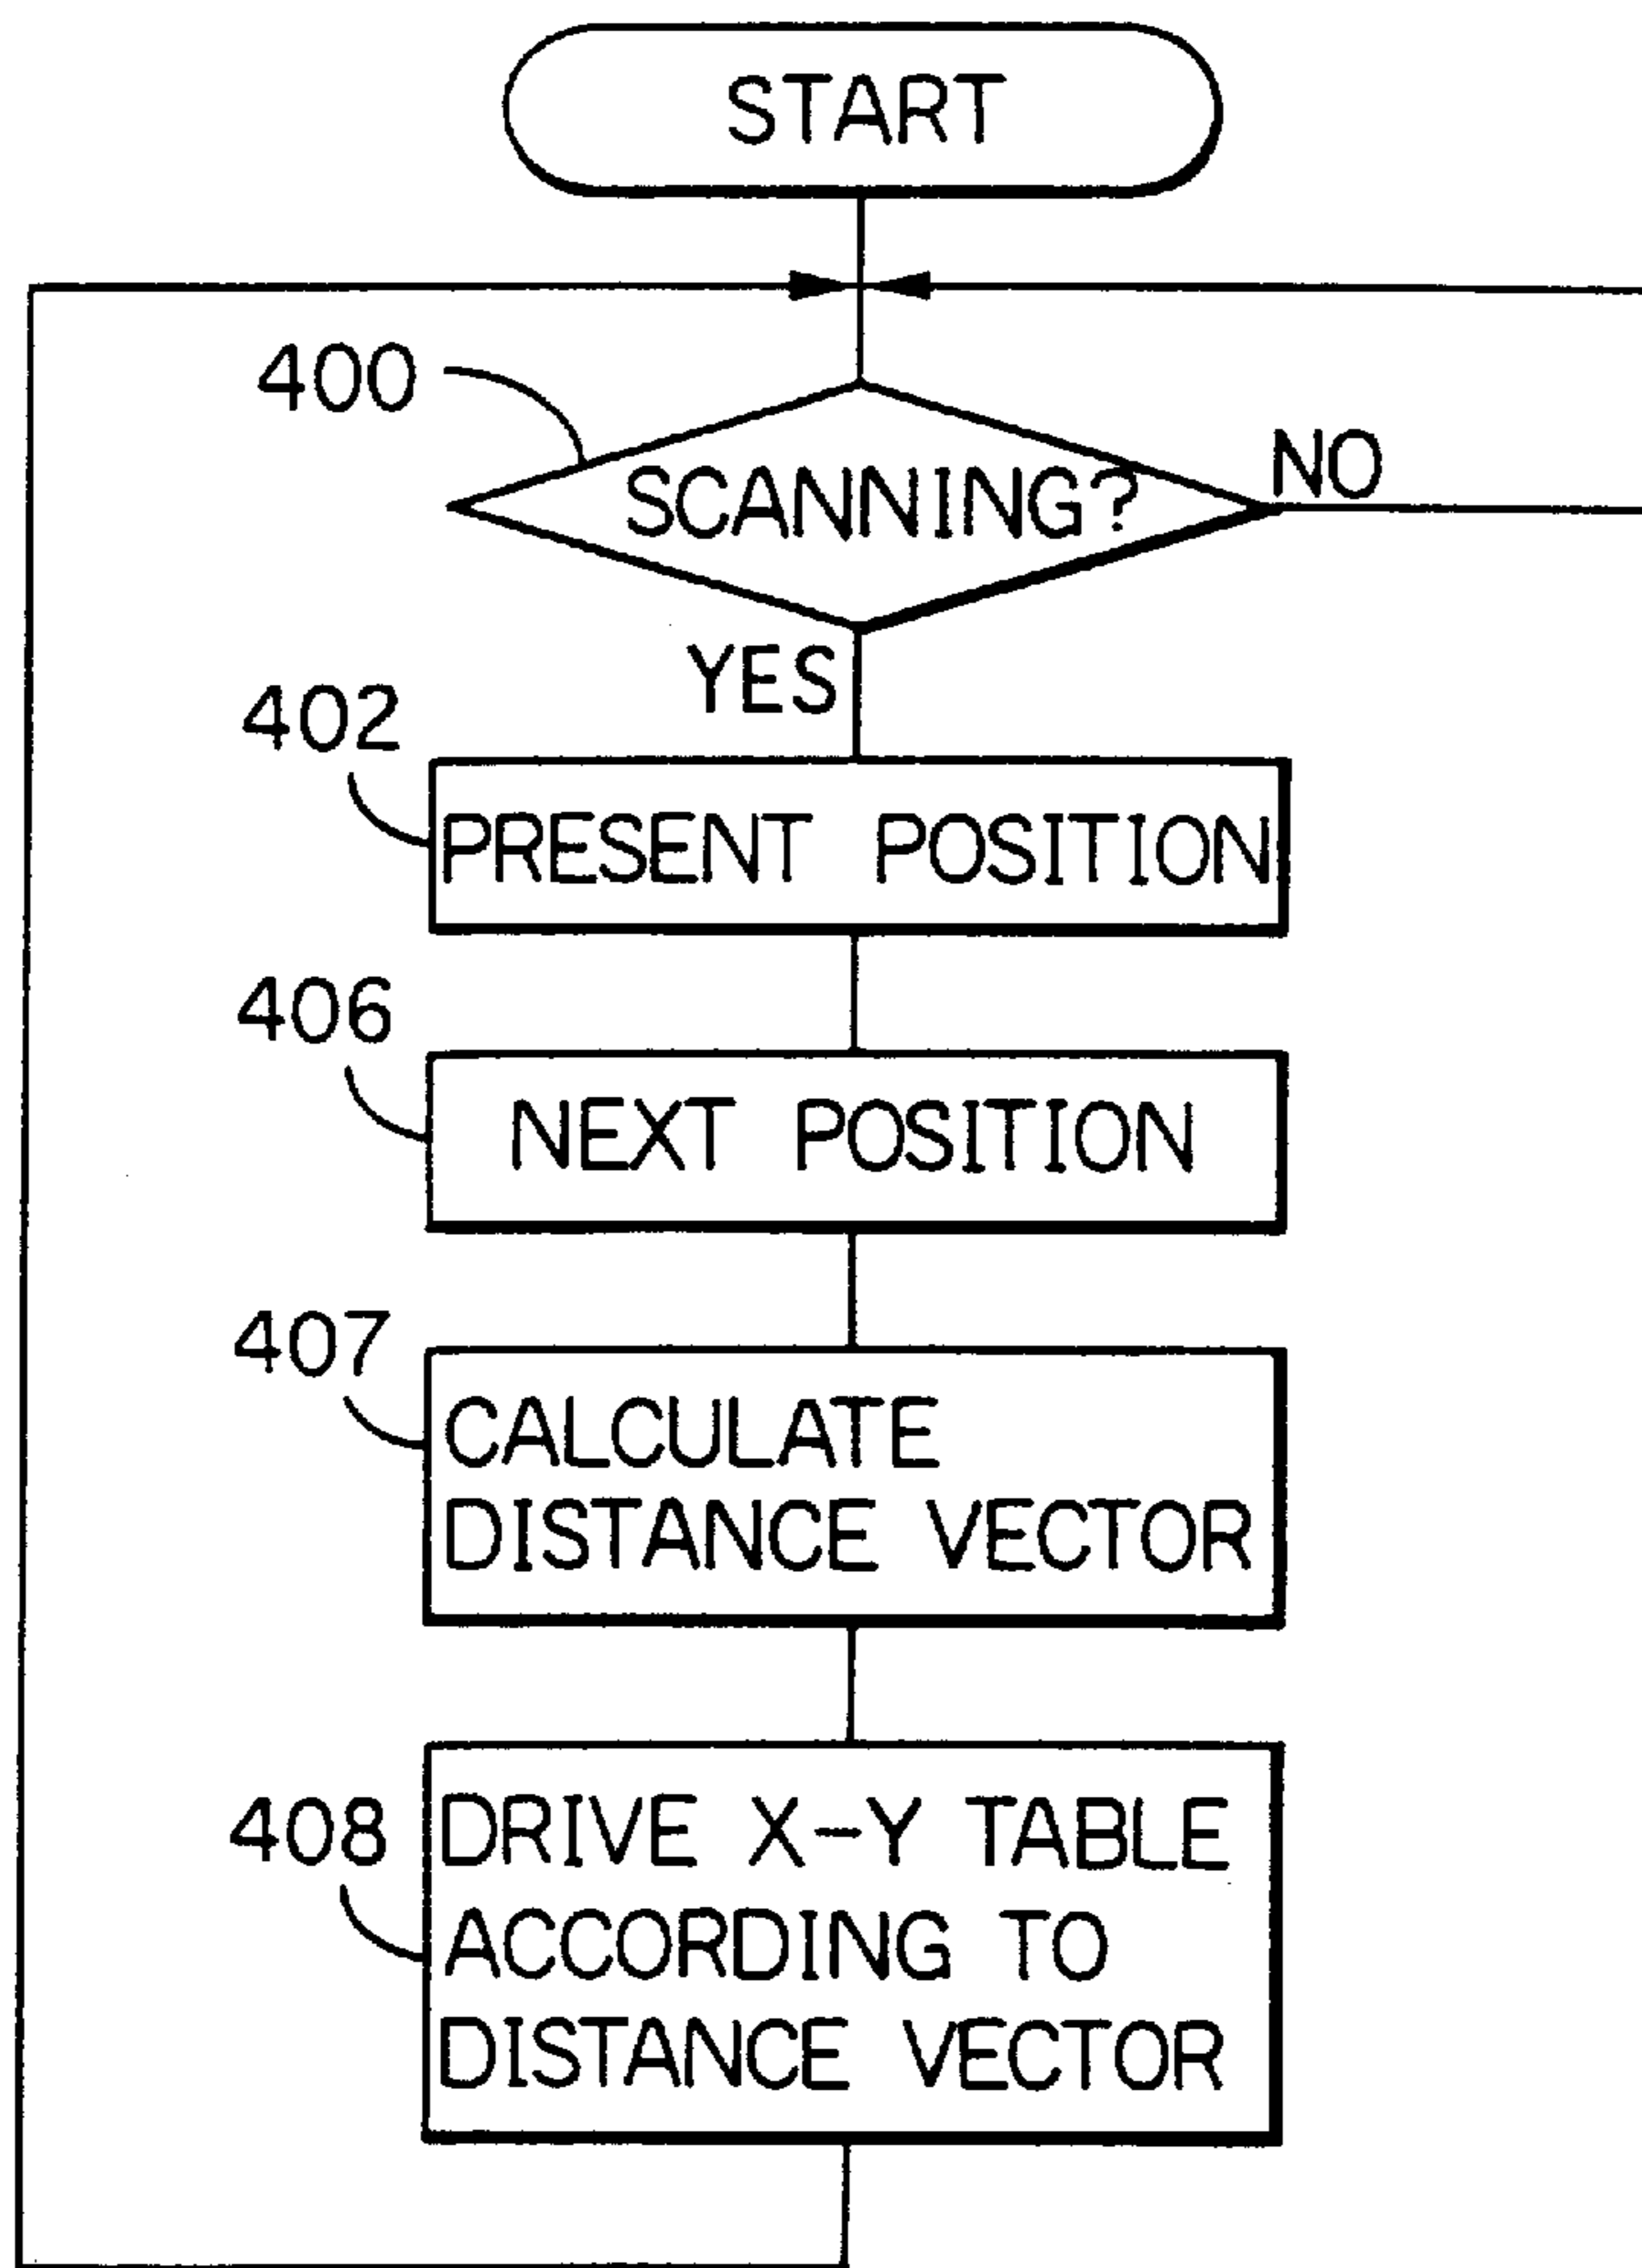 START
400
SCANNING?
NO
YES
402
PRESENT POSITION
406
NEXT POSITION
407
CALCULATE
DISTANCE VECTOR
408
DRIVE X-Y TABLE
ACCORDING TO
DISTANCE VECTOR